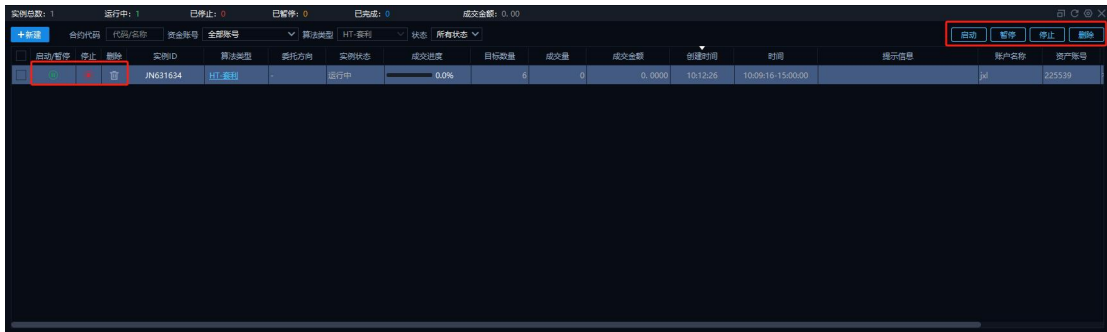 实例总数: 1 运行中: 1 已停止: 0 已暂停: 0 已完成: 0 成交金额: 0.00
+新建 合约代码 代码/名称 资金账号 全部账号 算法类型 HT-套利 状态 所有状态 启动 暂停 停止 删除
启动/暂停 停止 删除 实例ID 算法类型 委托方向 实例状态 成交进度 目标数量 成交量 成交金额 创建时间 时间 提示信息 账户名称 资产账号
JN631634 HT-套利 - 运行中 0.0% 6 0 0.0000 10:12:26 10:09:16-15:00:00 jxl 225539